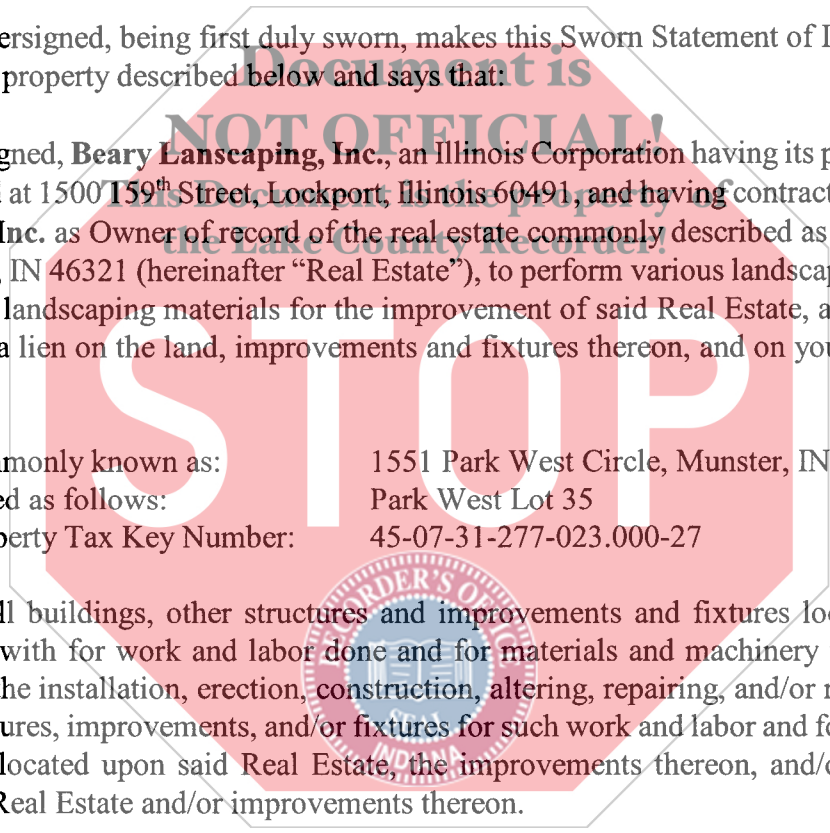 ersigned, being first duly sworn, makes this Sworn Statement of I
property described below and says that:
Document is
NOT OFFICIAL!
This Document is the property of
the Lake County Recorder!
gned, Beary Lanscaping, Inc., an Illinois Corporation having its p
at 1500 159th Street, Lockport, Illinois 60491, and having contract
Inc. as Owner of record of the real estate commonly described as
, IN 46321 (hereinafter “Real Estate”), to perform various landscap
landscaping materials for the improvement of said Real Estate, a
a lien on the land, improvements and fixtures thereon, and on you
STOP
mmonly known as: 1551 Park West Circle, Munster, IN
ed as follows: Park West Lot 35
perty Tax Key Number: 45-07-31-277-023.000-27
ll buildings, other structures and improvements and fixtures loc
with for work and labor done and for materials and machinery
he installation, erection, construction, altering, repairing, and/or r
ures, improvements, and/or fixtures for such work and labor and fo
located upon said Real Estate, the improvements thereon, and/o
Real Estate and/or improvements thereon.
RECORDER'S OFFICE
SEAL
INDIANA